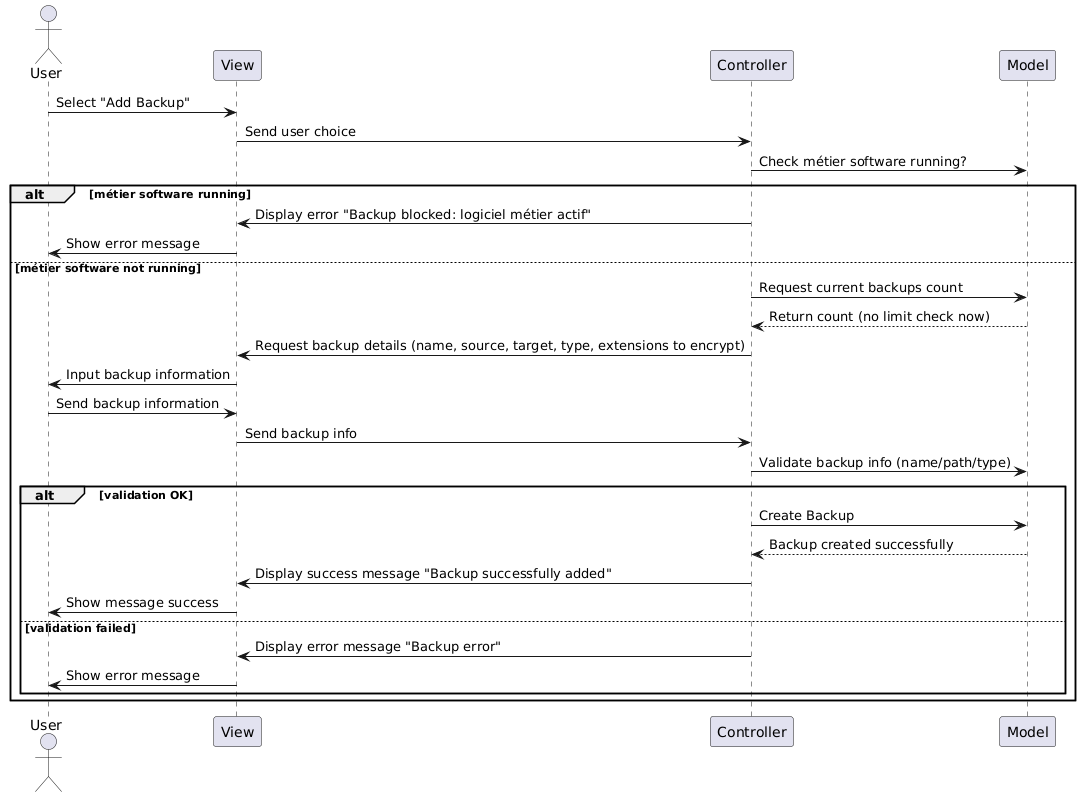 User
View
Controller
Model
Select "Add Backup"
Send user choice
Check métier software running?
alt
[métier software running]
Display error "Backup blocked: logiciel métier actif"
Show error message
[métier software not running]
Request current backups count
Return count (no limit check now)
Request backup details (name, source, target, type, extensions to encrypt)
Input backup information
Send backup information
Send backup info
Validate backup info (name/path/type)
alt
[validation OK]
Create Backup
Backup created successfully
Display success message "Backup successfully added"
Show message success
[validation failed]
Display error message "Backup error"
Show error message
User
View
Controller
Model